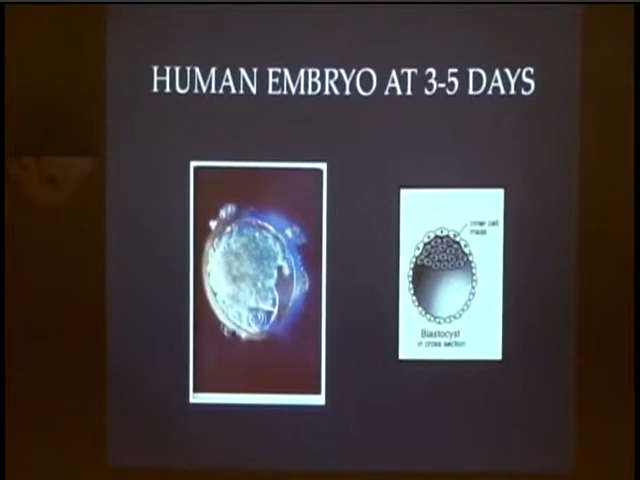 HUMAN EMBRYO AT 3-5 DAYS
inner cell
mass
Blastocyst
in cross section